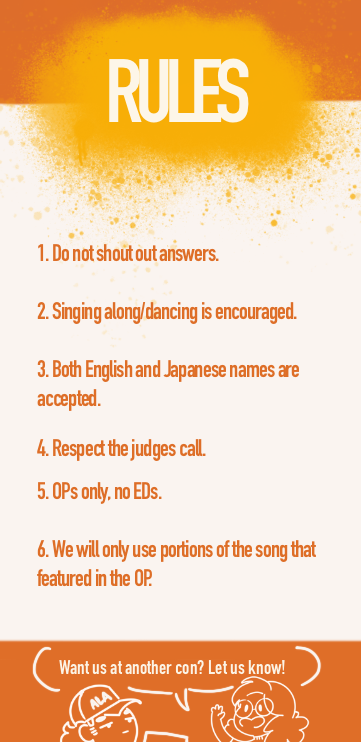 RULES
1. Do not shout out answers.
2. Singing along/dancing is encouraged.
3. Both English and Japanese names are
accepted.
4. Respect the judges call.
5. OPs only, no EDs.
6. We will only use portions of the song that
featured in the OP.
Want us at another con? Let us know!
ALA